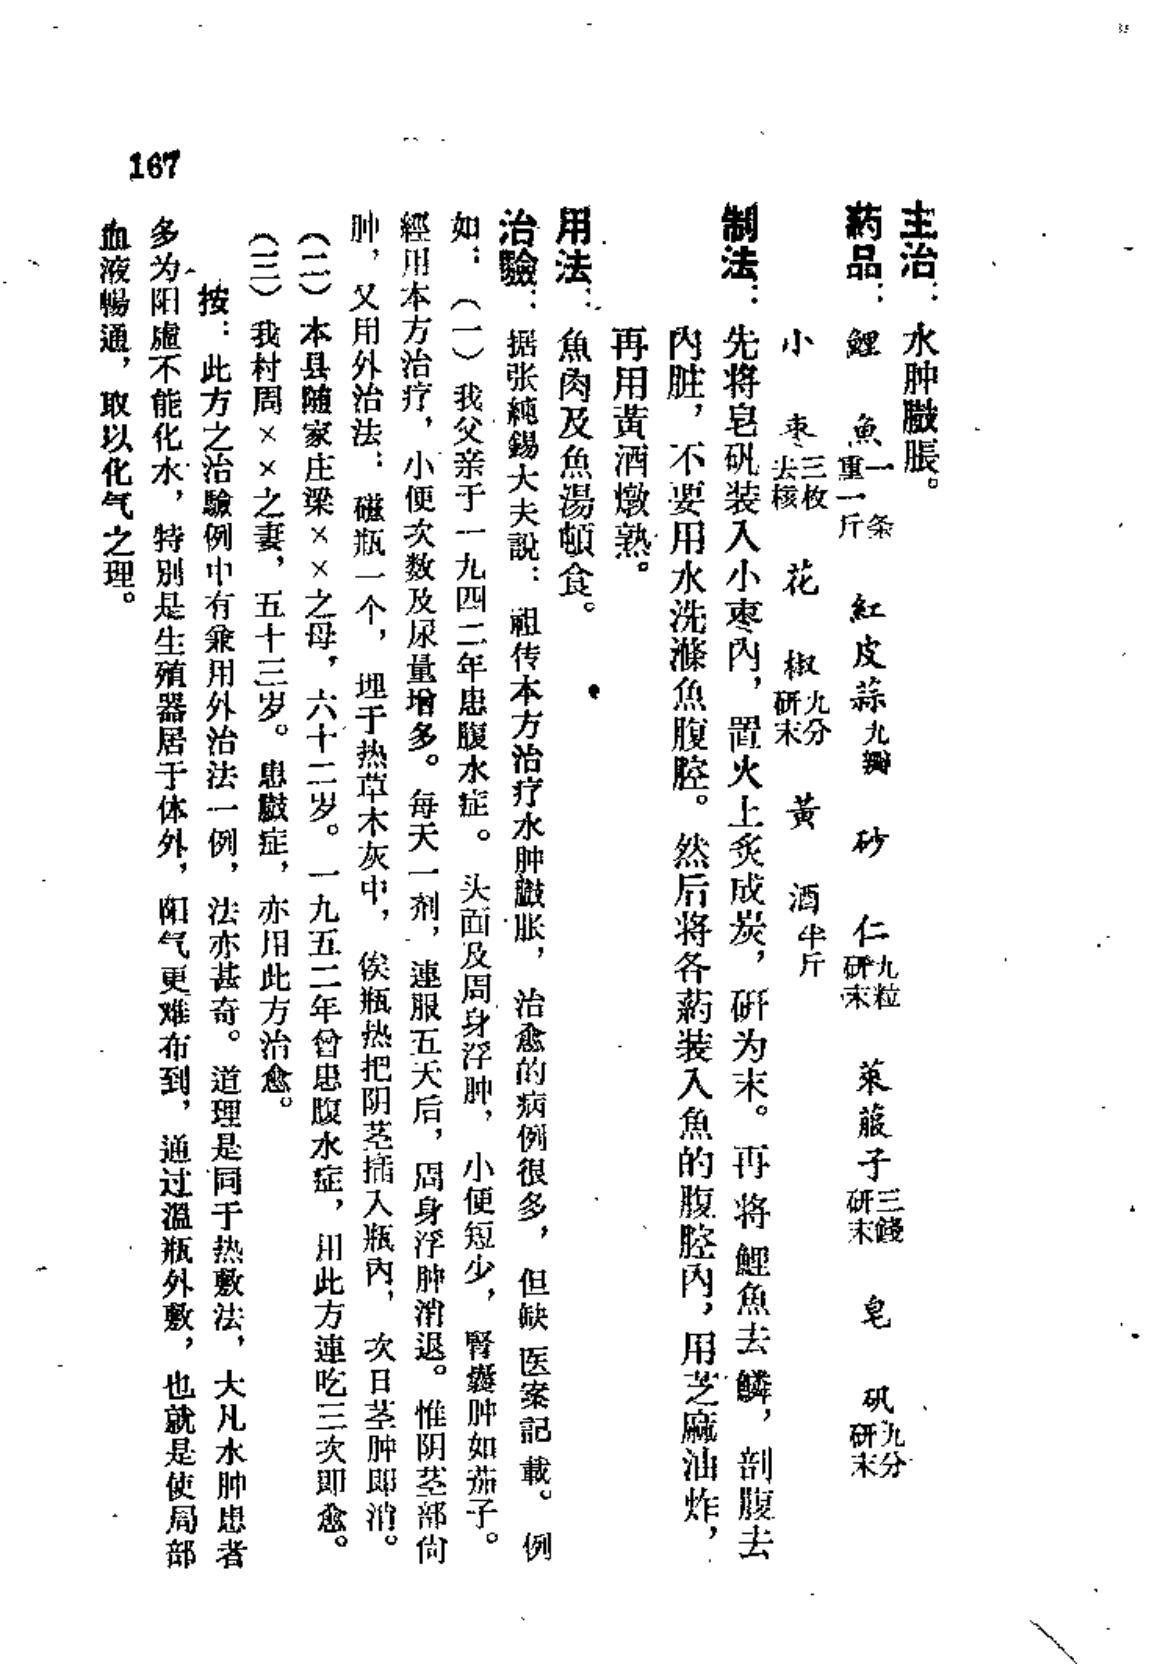 主治：水肿臌脹。
葯品：鯉魚一条重一斤 紅皮蒜九瓣 砂仁九粒研末 萊菔子三錢研末 皂矾九分研末
小枣三枚去核 花椒九分研末 黃酒半斤
制法：先将皂矾装入小枣內，置火上炙成炭，研为末。再将鯉魚去鱗，剖腹去
內脏，不要用水洗滌魚腹腔。然后将各葯装入魚的腹腔內，用芝麻油炸，
再用黃酒燉熟。
用法：魚肉及魚湯頓食。
治驗：据张純錫大夫說：祖传本方治疗水肿臌胀，治愈的病例很多，但缺医案記載。例
如：（一）我父亲于一九四二年患腹水症。头面及周身浮肿，小便短少，腎囊肿如茄子。
經用本方治疗，小便次数及尿量增多。每天一剂，連服五天后，周身浮肿消退。惟阴茎部尙
肿，又用外治法：磁瓶一个，埋于热草木灰中，俟瓶热把阴茎插入瓶內，次日茎肿即消。
（二）本县随家庄梁××之母，六十二岁。一九五二年曾患腹水症，用此方連吃三次即愈。
（三）我村周××之妻，五十三岁。患臌症，亦用此方治愈。
按：此方之治驗例中有兼用外治法一例，法亦甚奇。道理是同于热敷法，大凡水肿患者
多为阳虛不能化水，特别是生殖器居于体外，阳气更难布到，通过溫瓶外敷，也就是使局部
血液暢通，取以化气之理。
167